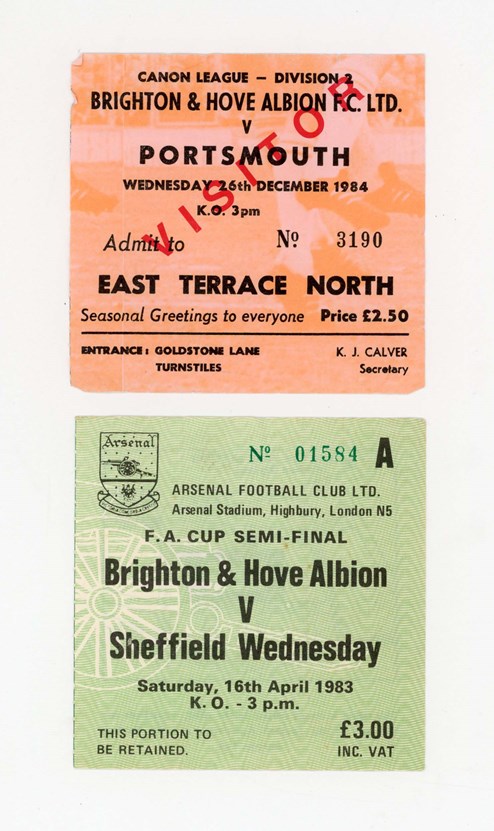 CANON LEAGUE – DIVISION 2
BRIGHTON & HOVE ALBION F.C. LTD.
V
PORTSMOUTH
WEDNESDAY 26th DECEMBER 1984
K.O. 3pm
VISITOR
Admit to Nº 3190
EAST TERRACE NORTH
Seasonal Greetings to everyone Price £2.50
ENTRANCE: GOLDSTONE LANE
TURNSTILES
K. J. CALVER
Secretary
Arsenal
Nº 01584 A
ARSENAL FOOTBALL CLUB LTD.
Arsenal Stadium, Highbury, London N5
F.A. CUP SEMI-FINAL
Brighton & Hove Albion
V
Sheffield Wednesday
Saturday, 16th April 1983
K.O. - 3 p.m.
THIS PORTION TO
BE RETAINED.
£3.00
INC. VAT